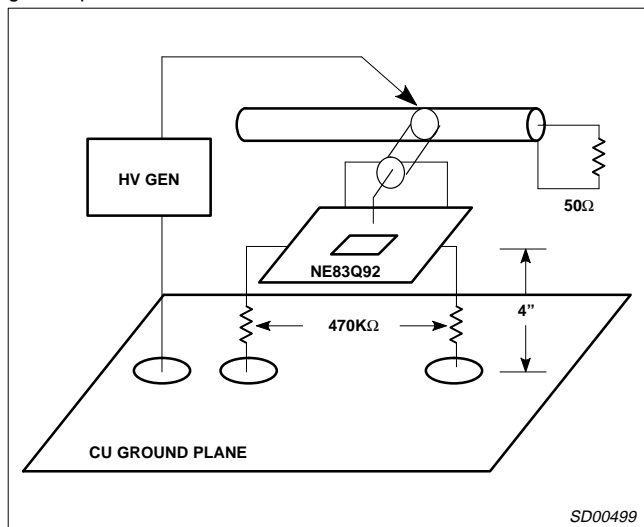 HV GEN
50Ω
NE83Q92
4”
470KΩ
CU GROUND PLANE
SD00499